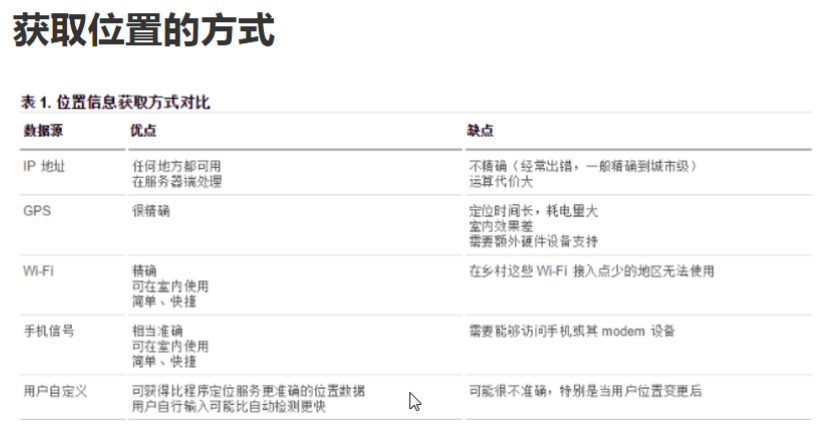 获取位置的方式
表 1. 位置信息获取方式对比
数据源 优点 缺点
IP 地址 任何地方都可用 不精确（经常出错，一般精确到城市级）
在服务器端处理 运算代价大
GPS 很精确 定位时间长，耗电量大
室内效果差
需要额外硬件设备支持
Wi-Fi 精确 在乡村这些 Wi-Fi 接入点少的地区无法使用
可在室内使用
简单、快捷
手机信号 相当准确 需要能够访问手机或其 modem 设备
可在室内使用
简单、快捷
用户自定义 可获得比程序定位服务更准确的位置数据 可能很不准确，特别是当用户位置变更后
用户自行输入可能比自动检测更快